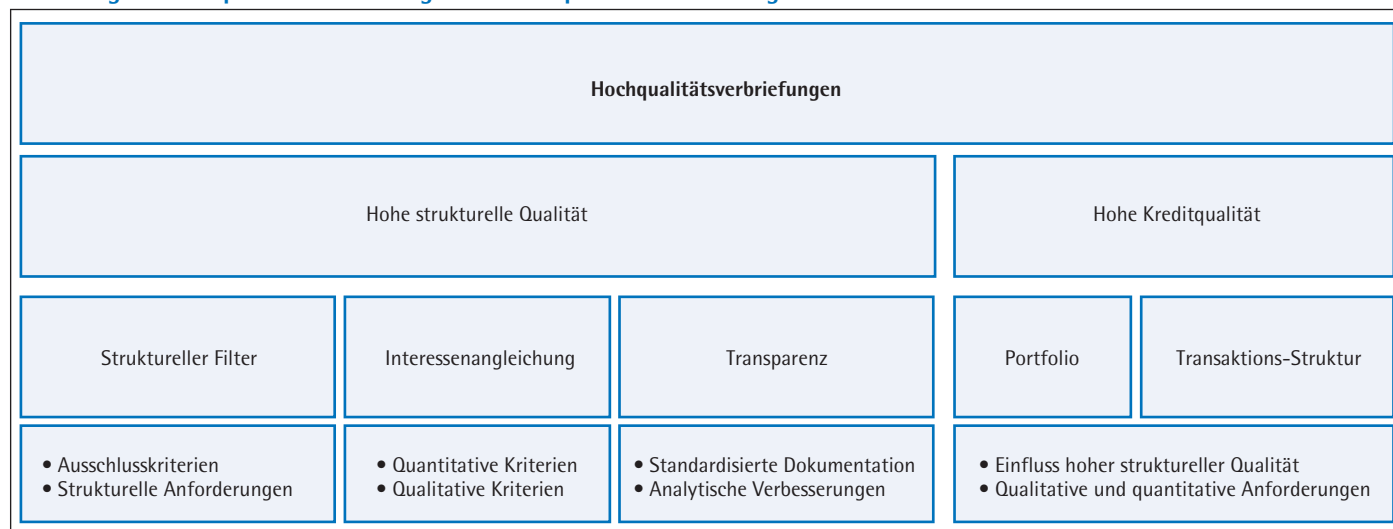 Hochqualitätsverbriefungen
Hohe strukturelle Qualität
Hohe Kreditqualität
Struktureller Filter
Interessenangleichung
Transparenz
Portfolio
Transaktions-Struktur
• Ausschlusskriterien
• Strukturelle Anforderungen
• Quantitative Kriterien
• Qualitative Kriterien
• Standardisierte Dokumentation
• Analytische Verbesserungen
• Einfluss hoher struktureller Qualität
• Qualitative und quantitative Anforderungen